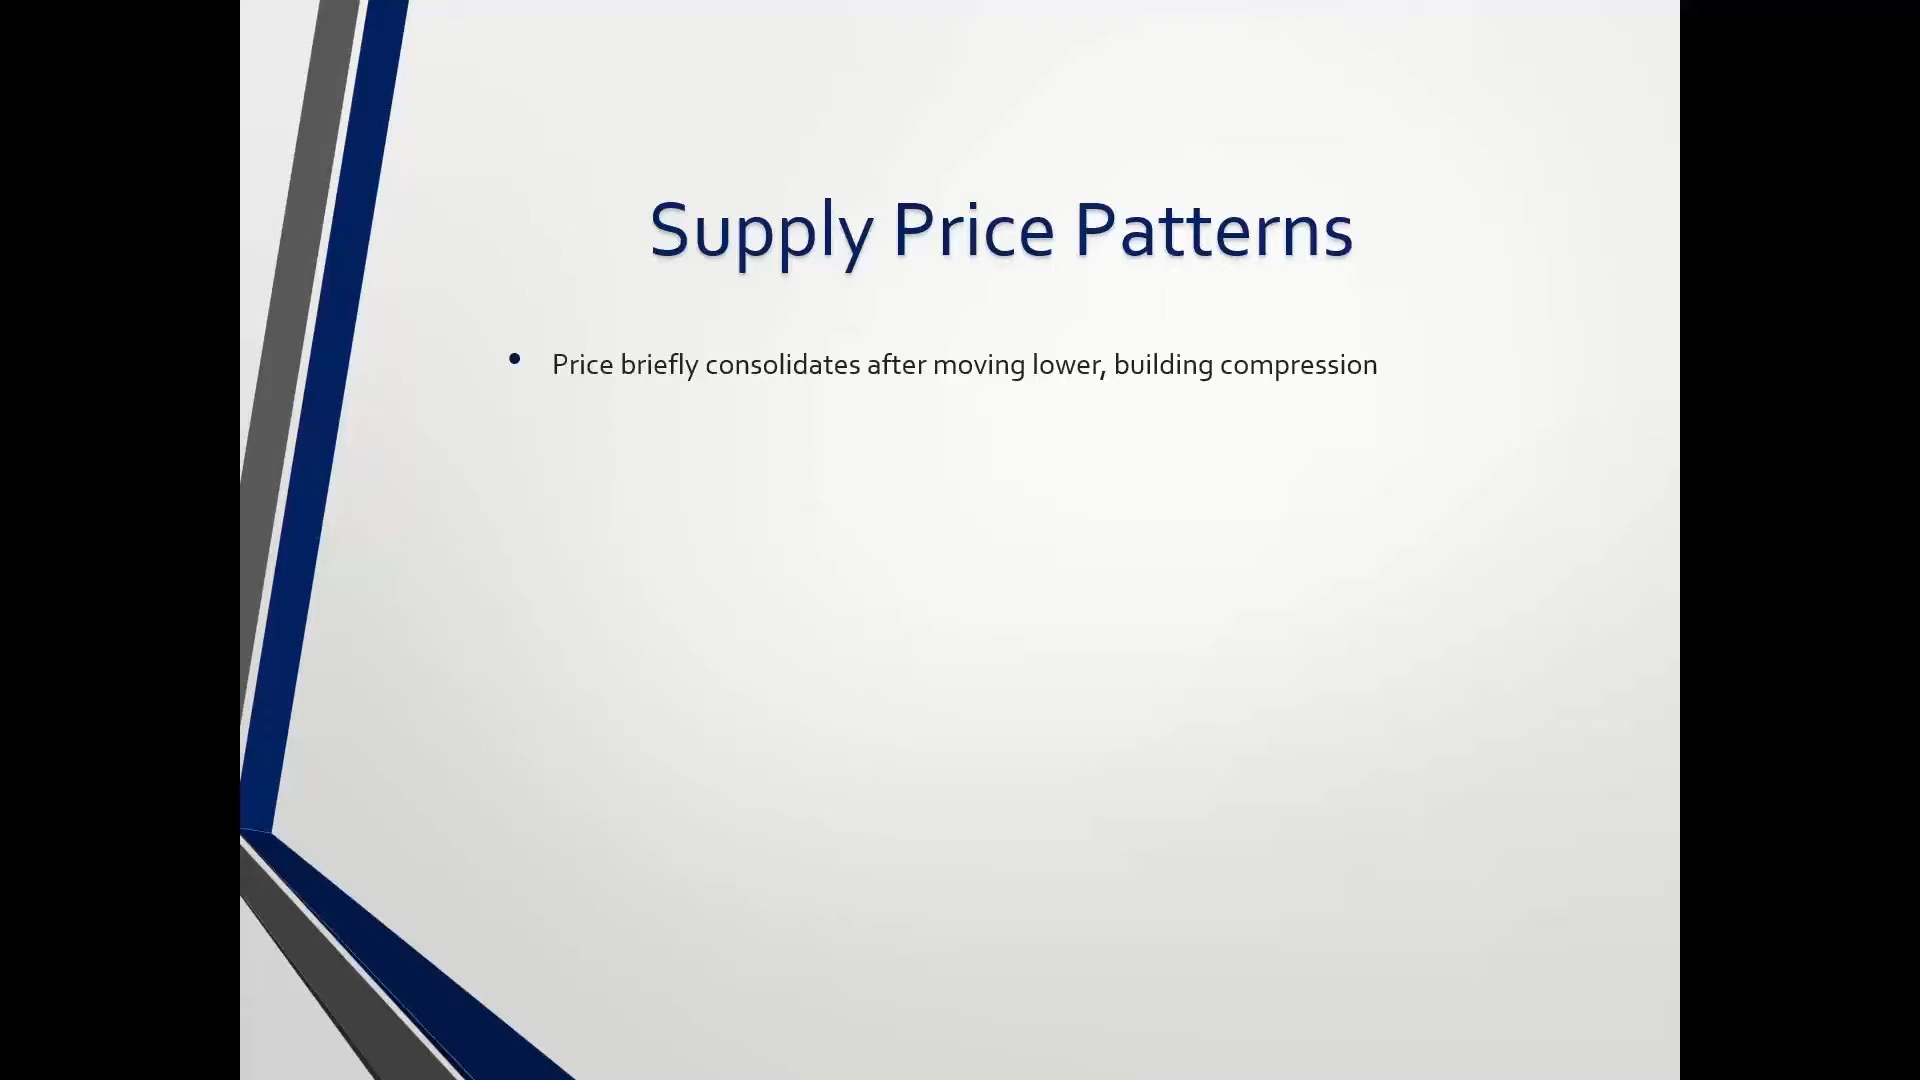 Supply Price Patterns
• Price briefly consolidates after moving lower, building compression